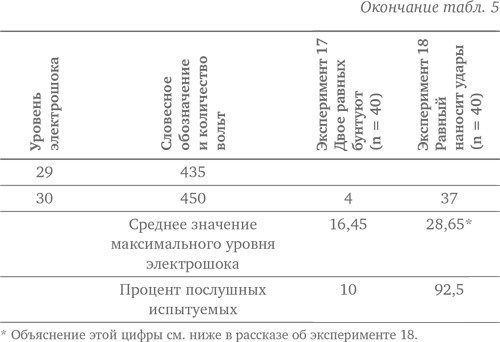 Окончание табл. 5
Уровень
электрошока
Словесное
обозначение
и количество
вольт
Эксперимент 17
Двое равных
бунтуют
(n = 40)
Эксперимент 18
Равный
наносит удары
(n = 40)
29 435
30 450 4 37
Среднее значение
максимального уровня
электрошока
16,45 28,65*
Процент послушных
испытуемых
10 92,5
* Объяснение этой цифры см. ниже в рассказе об эксперименте 18.